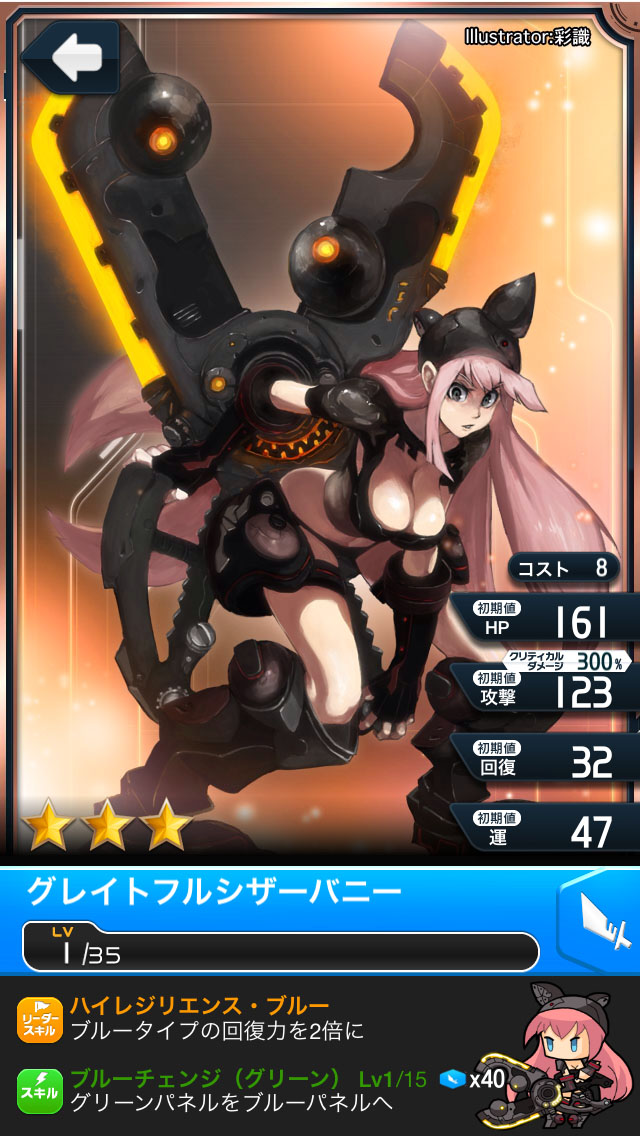 Illustrator:彩識
コスト 8
初期値
HP 161
クリティカル
ダメージ 300%
初期値
攻撃 123
初期値
回復 32
初期値
運 47
グレイトフルシザーバニー
LV
1/35
リーダー
スキル
ハイレジリエンス・ブルー
ブルータイプの回復力を2倍に
スキル
ブルーチェンジ（グリーン） Lv1/15
x40
グリーンパネルをブルーパネルへ